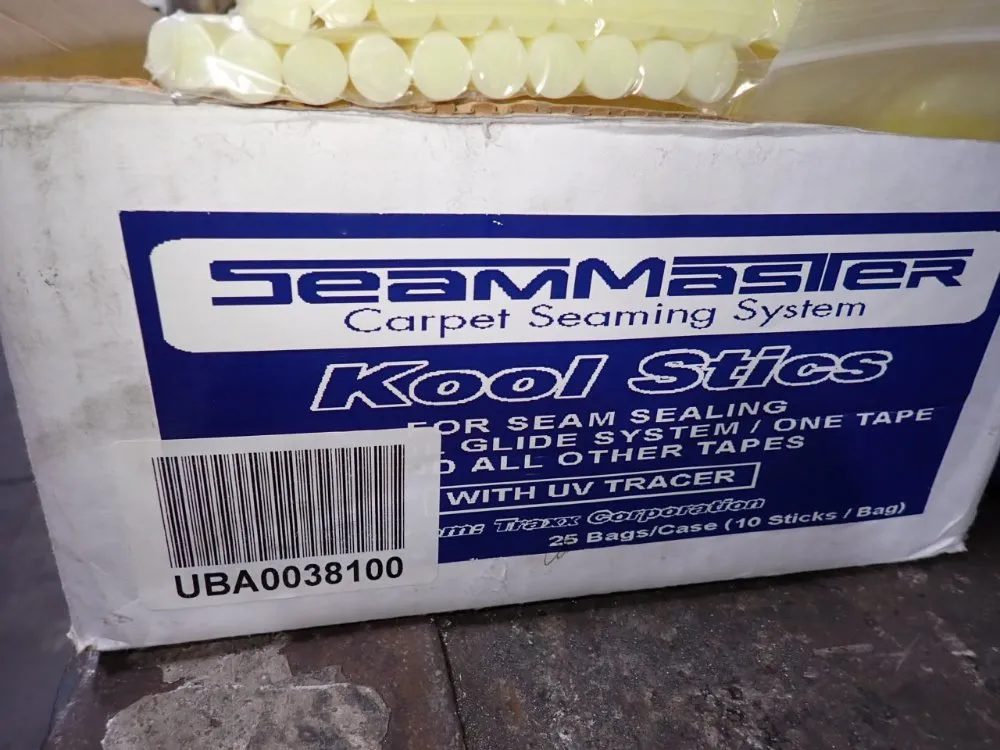 SeamMaster
Carpet Seaming System
Kool Stics
FOR SEAM SEALING
GLIDE SYSTEM / ONE TAPE
ALL OTHER TAPES
WITH UV TRACER
Traxx Corporation
25 Bags/Case (10 Sticks / Bag)
UBA0038100